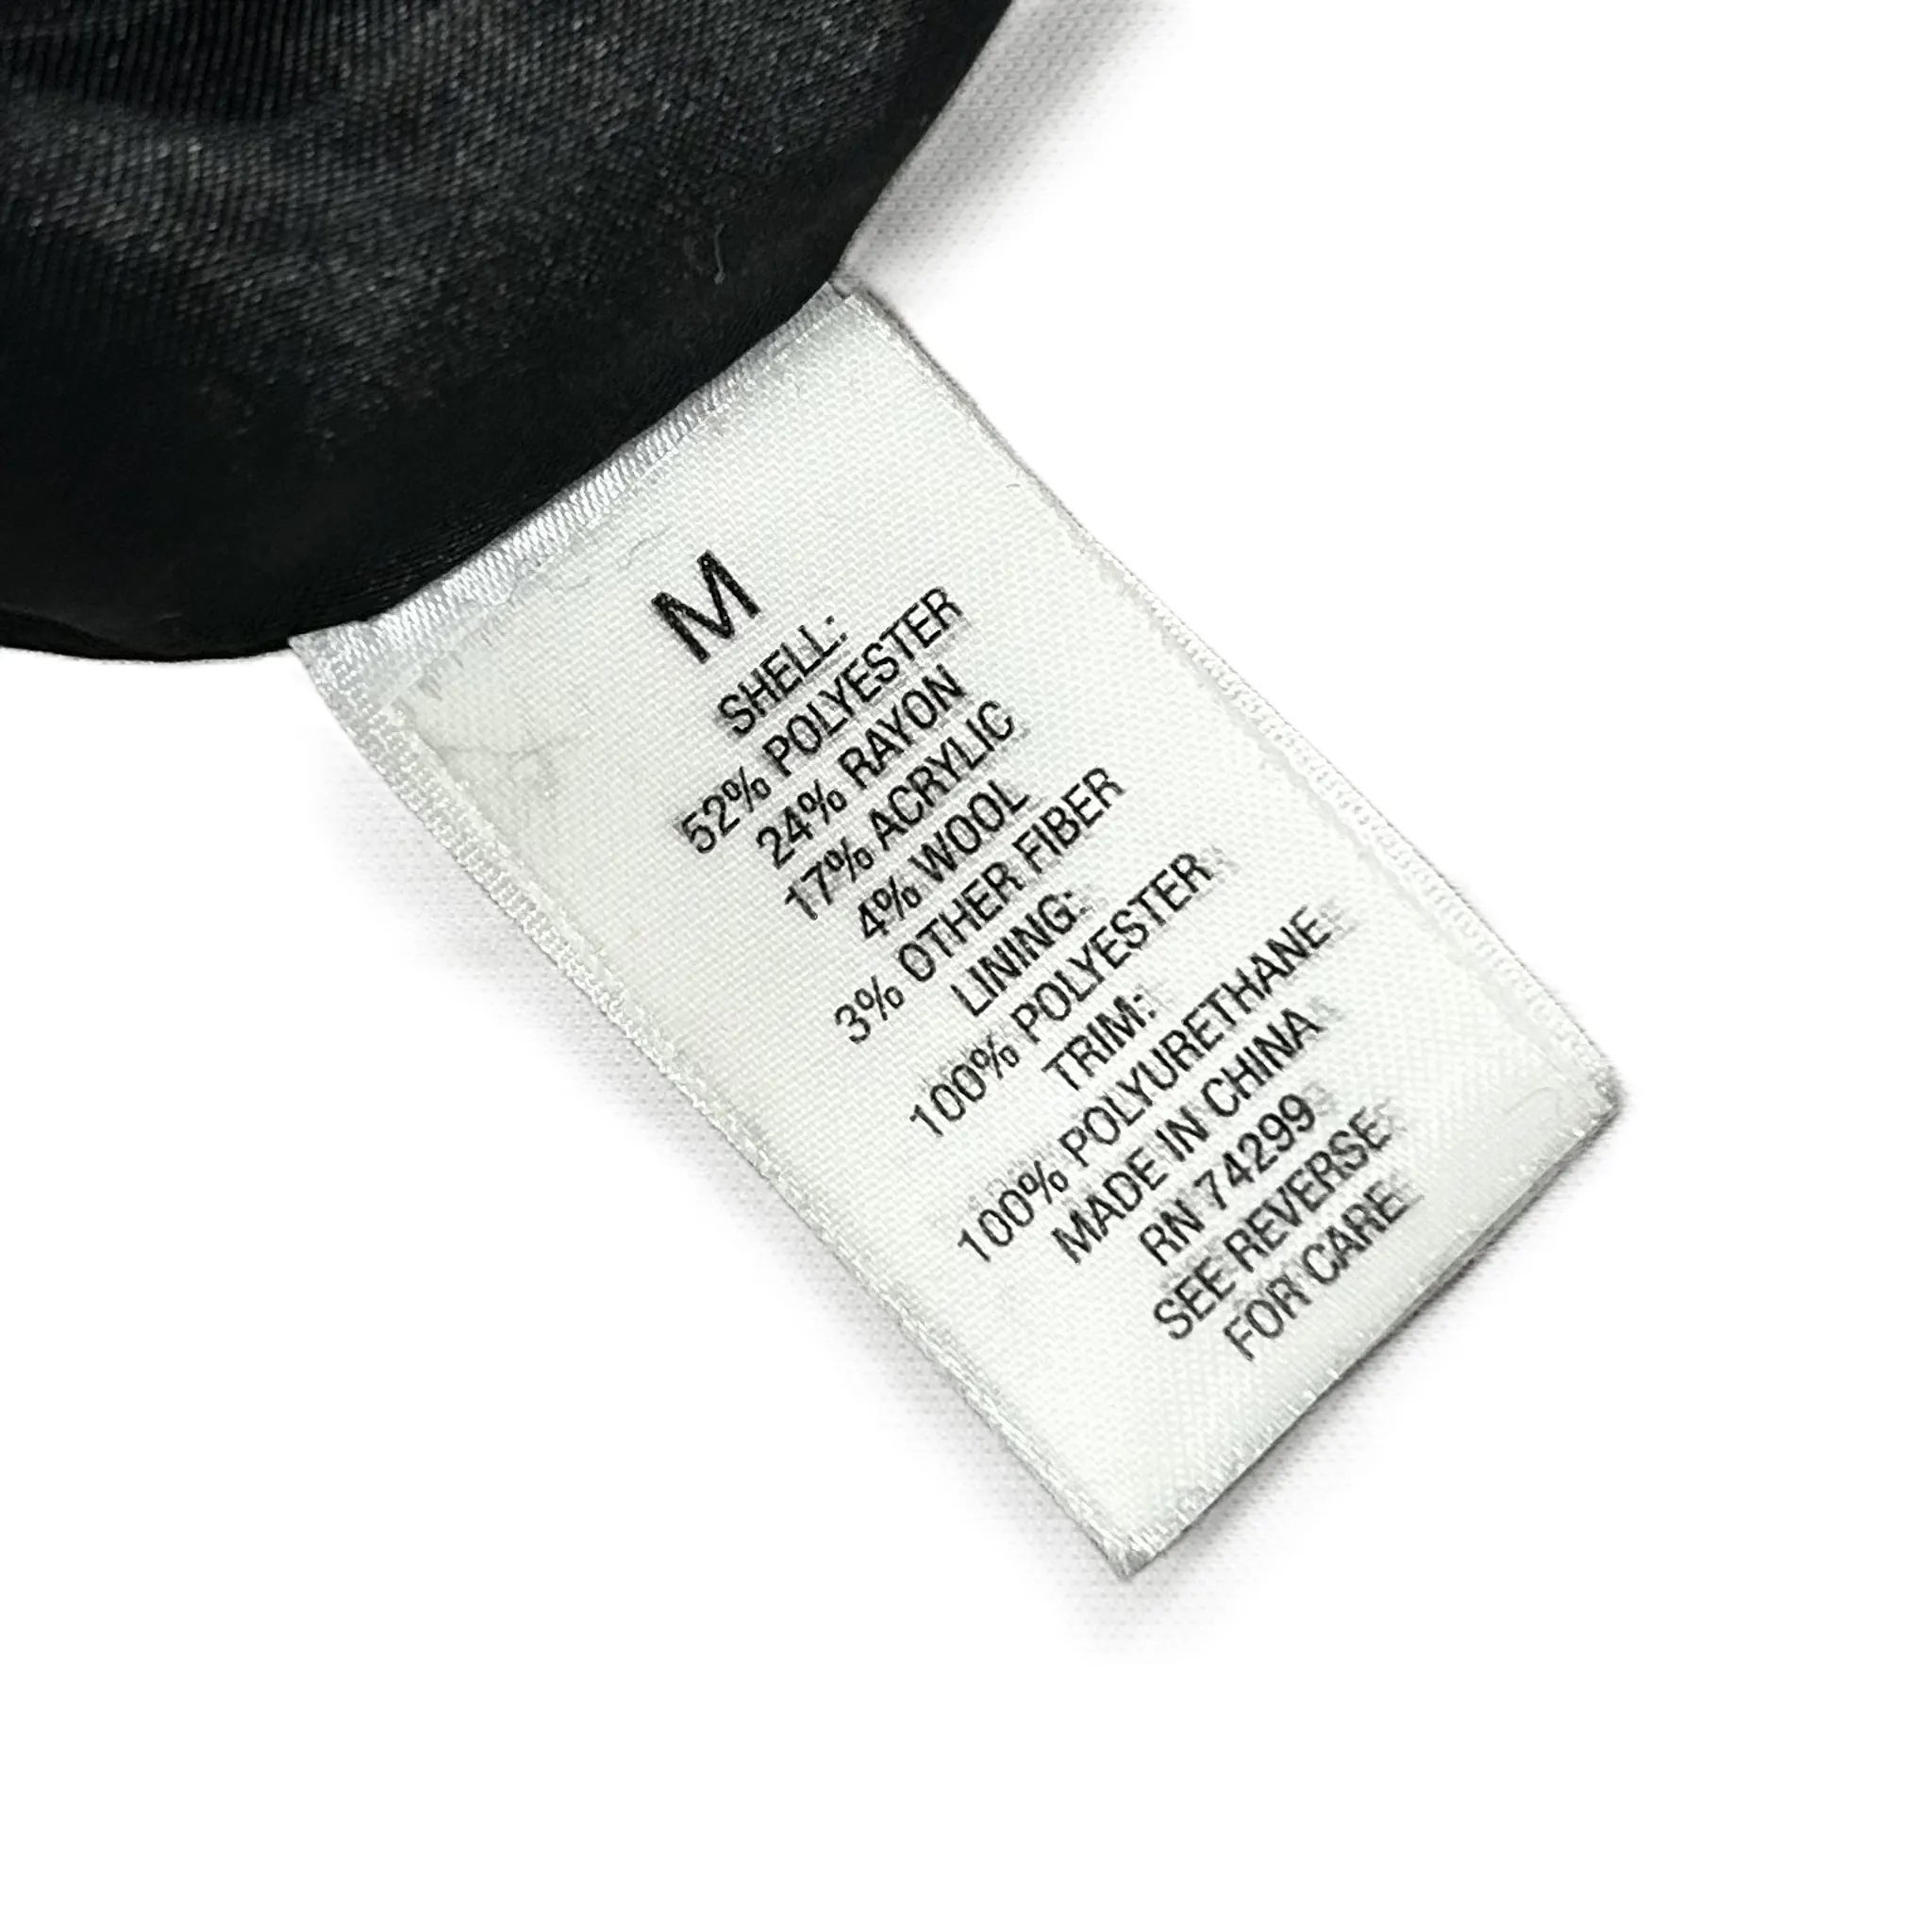 M
SHELL:
52% POLYESTER
24% RAYON
17% ACRYLIC
4% WOOL
3% OTHER FIBER
LINING:
100% POLYESTER
TRIM:
100% POLYURETHANE
MADE IN CHINA
RN 74299
SEE REVERSE
FOR CARE